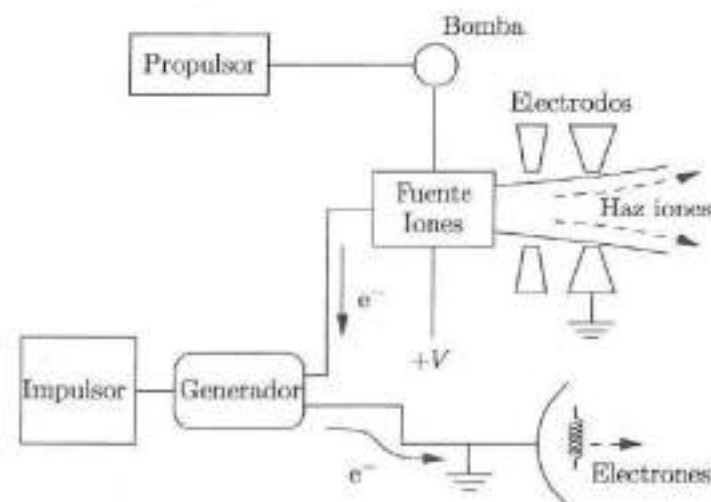 Bomba
Propulsor
Electrodos
Fuente
Iones
Haz iones
e⁻
+V
Impulsor
Generador
e⁻
Electrones